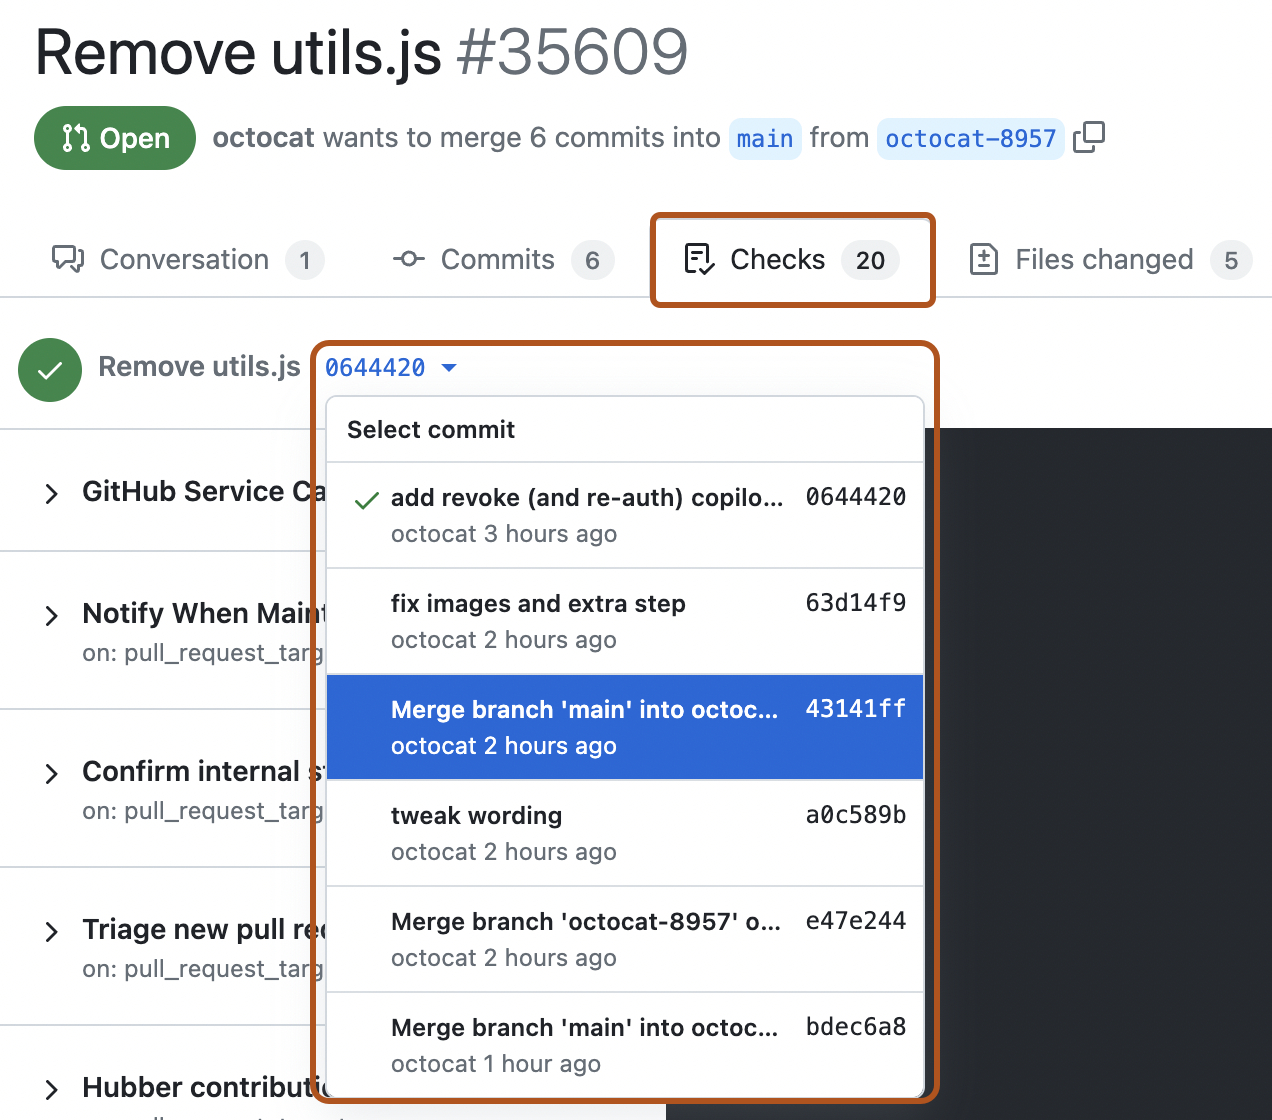 Remove utils.js #35609
Open octocat wants to merge 6 commits into main from octocat-8957
Conversation 1 Commits 6 Checks 20 Files changed 5
Remove utils.js 0644420
Select commit
add revoke (and re-auth) copilo... 0644420
octocat 3 hours ago
fix images and extra step 63d14f9
octocat 2 hours ago
Merge branch 'main' into octoc... 43141ff
octocat 2 hours ago
tweak wording a0c589b
octocat 2 hours ago
Merge branch 'octocat-8957' o... e47e244
octocat 2 hours ago
Merge branch 'main' into octoc... bdec6a8
octocat 1 hour ago
GitHub Service Ca
Notify When Maint
on: pull_request_targ
Confirm internal st
on: pull_request_targ
Triage new pull rec
on: pull_request_targ
Hubber contributio